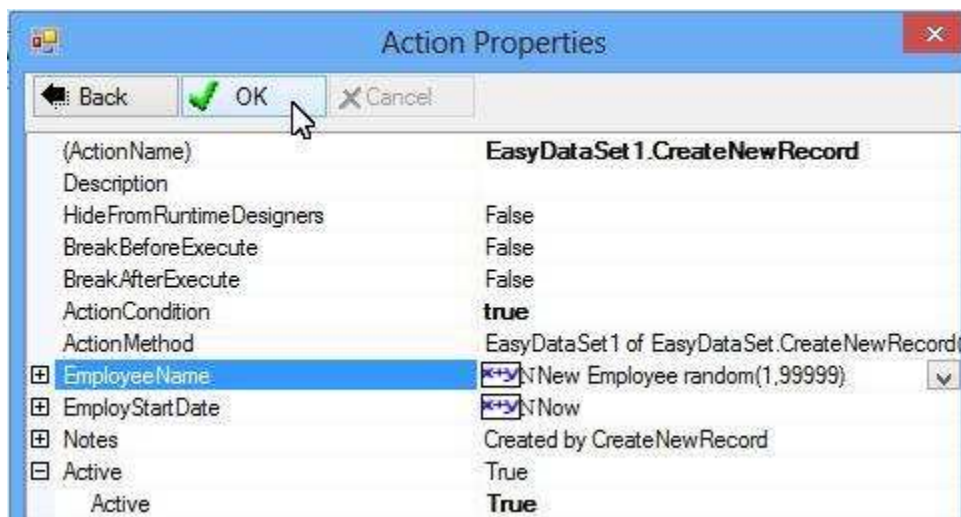 Action Properties
Back OK Cancel
(ActionName) EasyDataSet1.CreateNewRecord
Description
HideFromRuntimeDesigners False
BreakBeforeExecute False
BreakAfterExecute False
ActionCondition true
ActionMethod EasyDataSet1 of EasyDataSet.CreateNewRecord(
EmployeeName x+y N New Employee random(1,99999)
EmployStartDate x+y N Now
Notes Created by CreateNewRecord
Active True
Active True